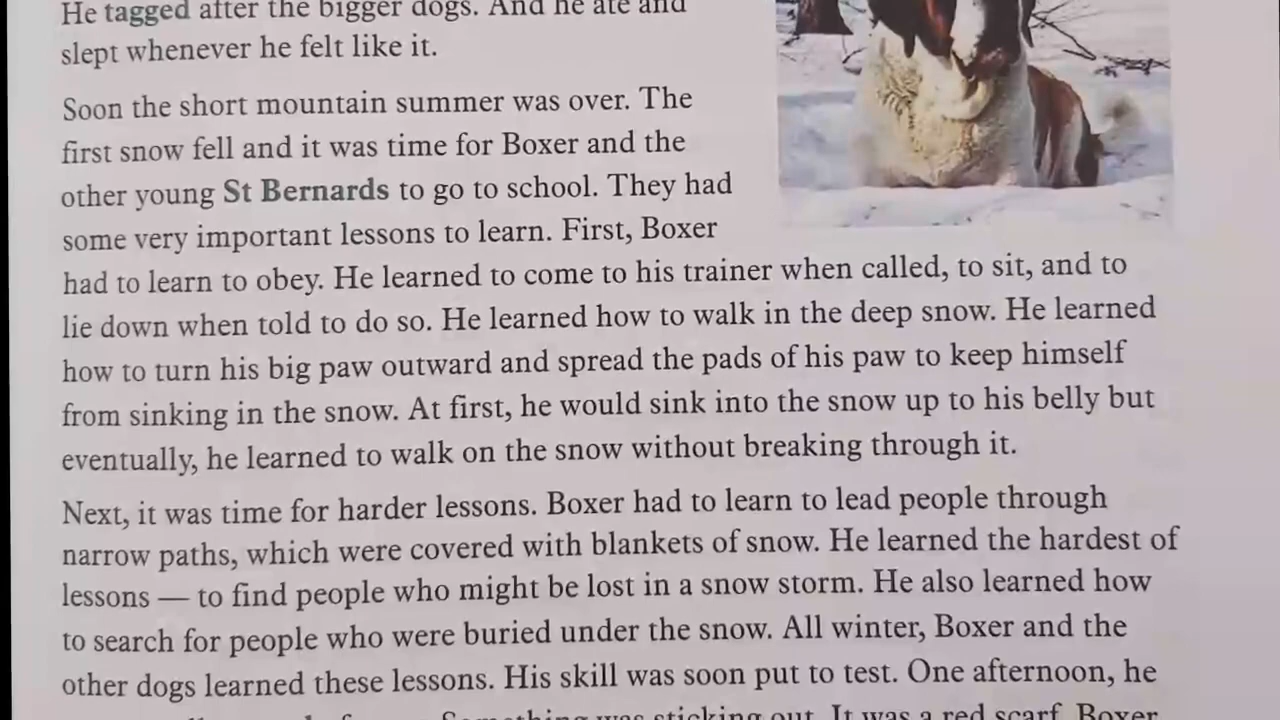 He tagged after the bigger dogs. And he ate and
slept whenever he felt like it.
Soon the short mountain summer was over. The
first snow fell and it was time for Boxer and the
other young St Bernards to go to school. They had
some very important lessons to learn. First, Boxer
had to learn to obey. He learned to come to his trainer when called, to sit, and to
lie down when told to do so. He learned how to walk in the deep snow. He learned
how to turn his big paw outward and spread the pads of his paw to keep himself
from sinking in the snow. At first, he would sink into the snow up to his belly but
eventually, he learned to walk on the snow without breaking through it.
Next, it was time for harder lessons. Boxer had to learn to lead people through
narrow paths, which were covered with blankets of snow. He learned the hardest of
lessons — to find people who might be lost in a snow storm. He also learned how
to search for people who were buried under the snow. All winter, Boxer and the
other dogs learned these lessons. His skill was soon put to test. One afternoon, he
Something was sticking out. It was a red scarf. Boxer